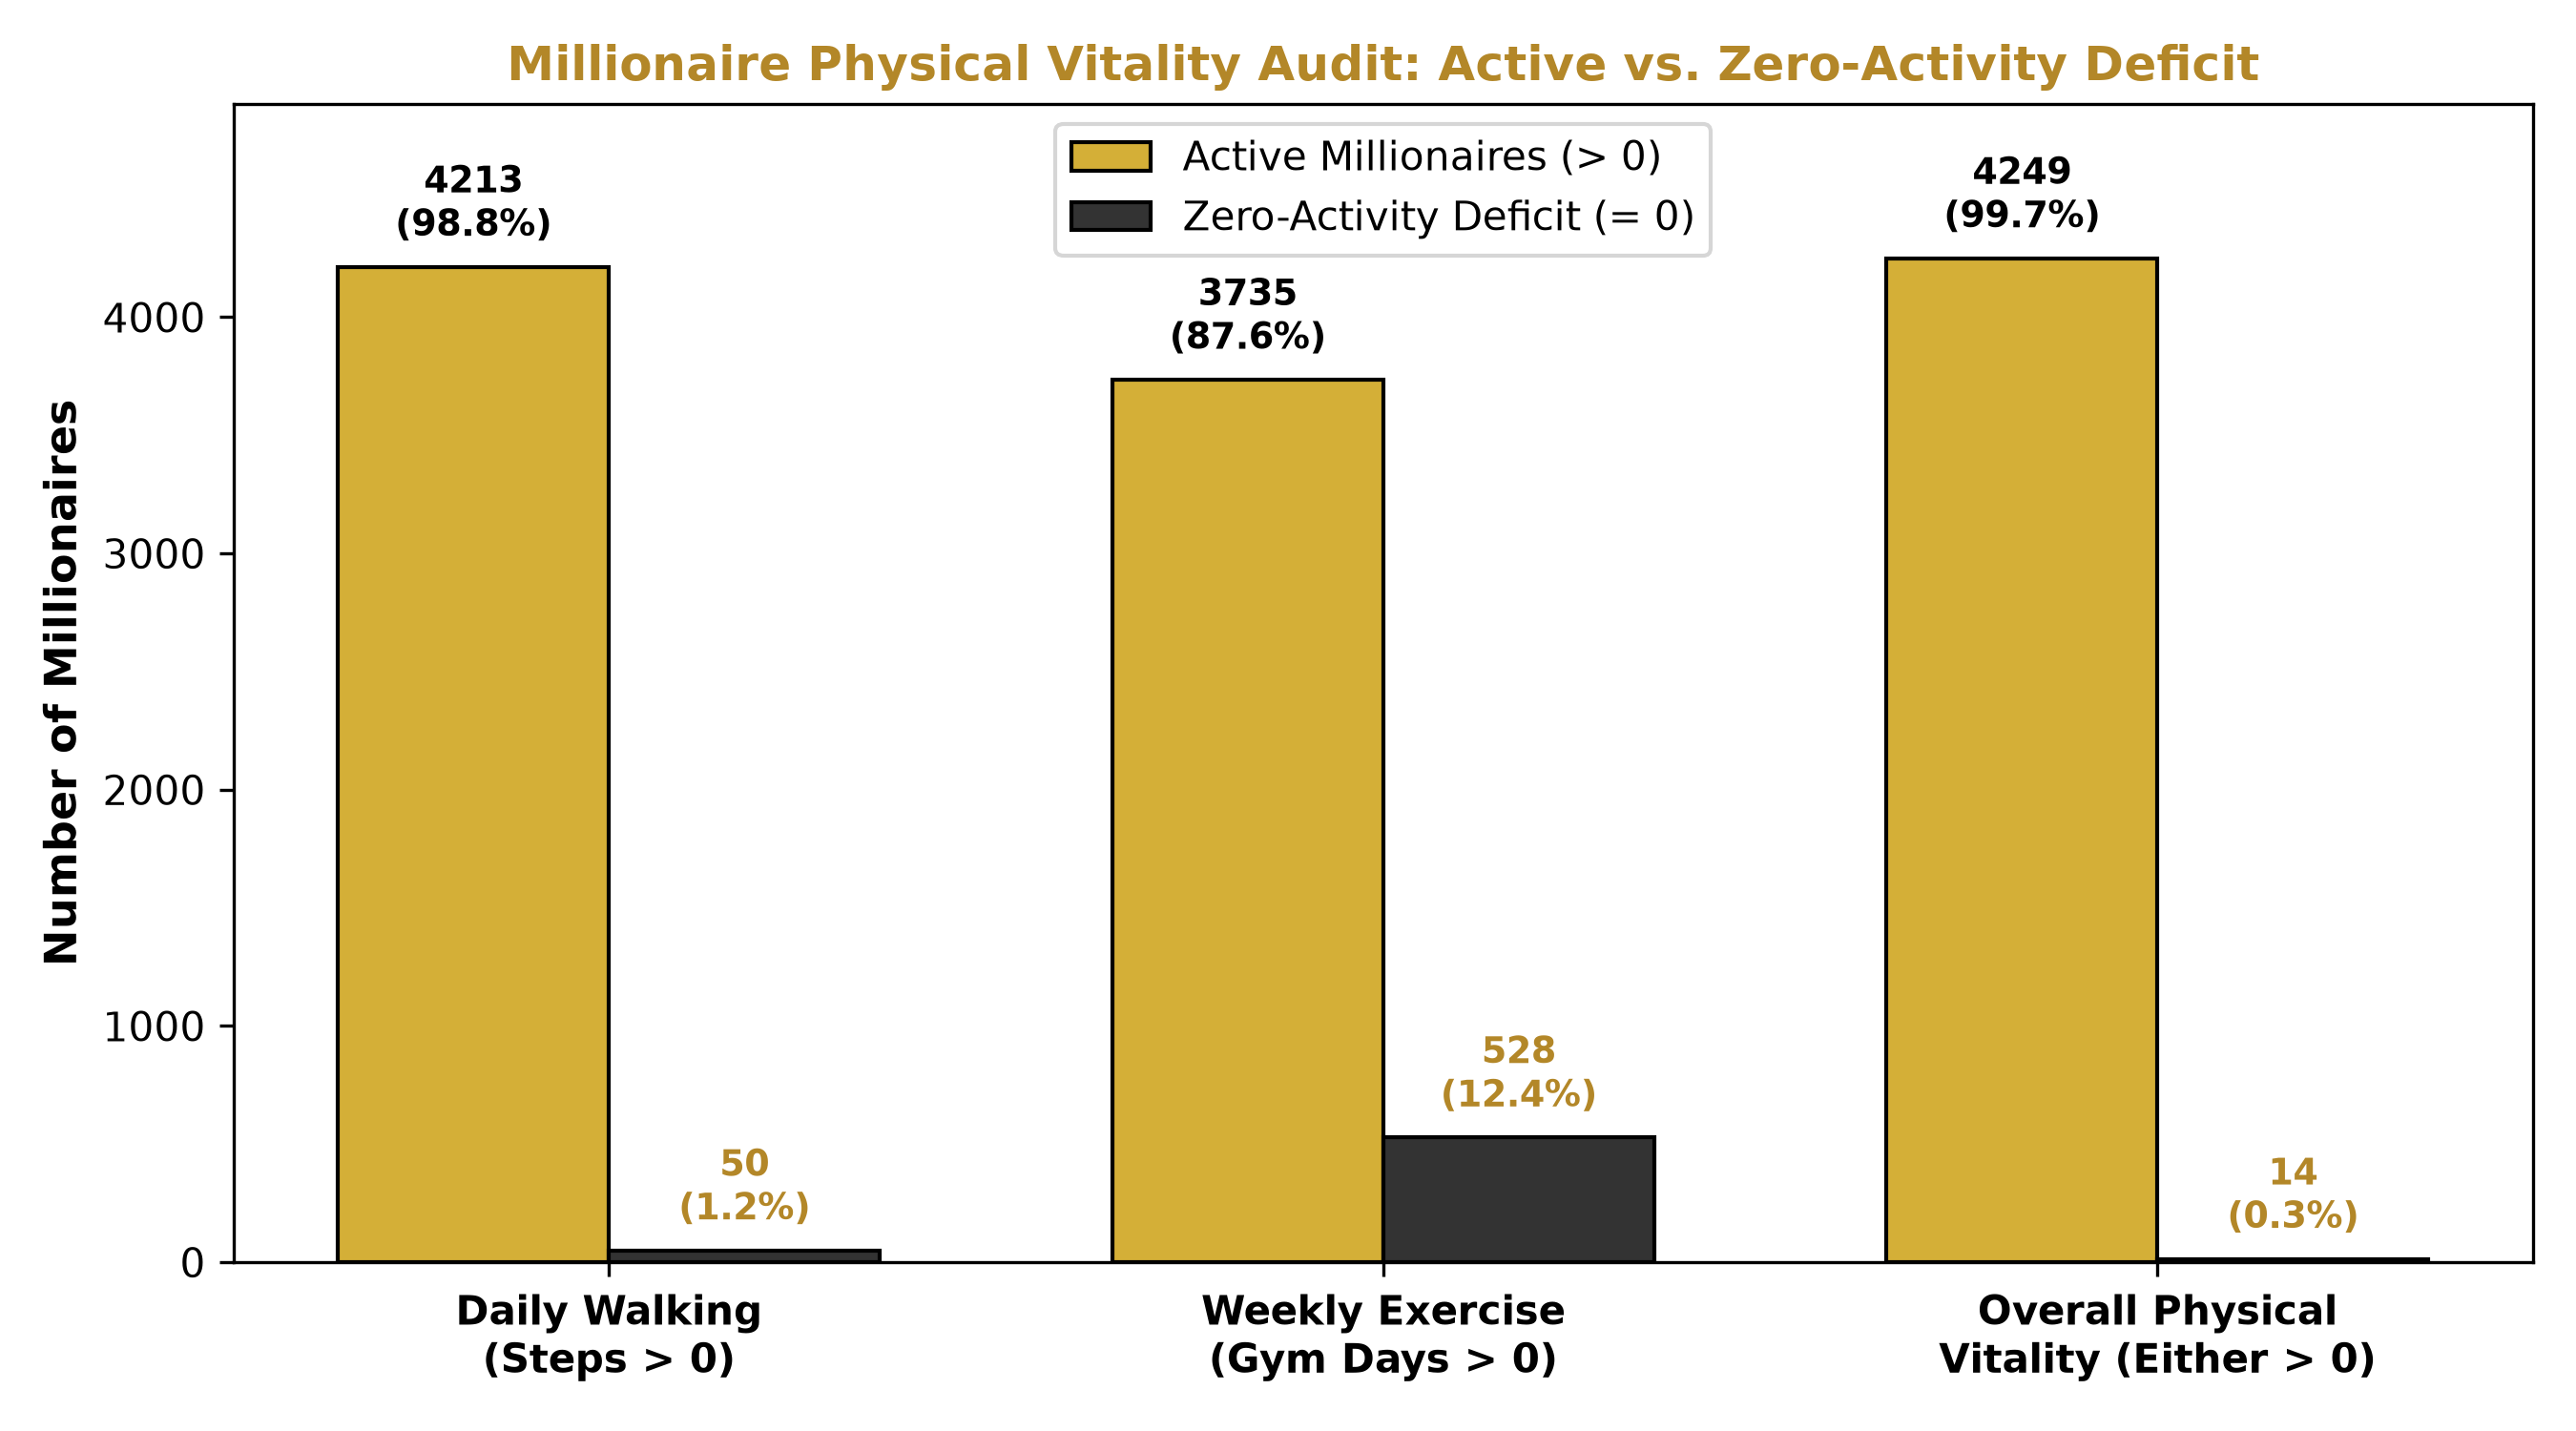 Millionaire Physical Vitality Audit: Active vs. Zero-Activity Deficit
Active Millionaires (> 0)
Zero-Activity Deficit (= 0)
4213
(98.8%)
3735
(87.6%)
4249
(99.7%)
50
(1.2%)
528
(12.4%)
14
(0.3%)
Number of Millionaires
4000
3000
2000
1000
0
Daily Walking
(Steps > 0)
Weekly Exercise
(Gym Days > 0)
Overall Physical
Vitality (Either > 0)